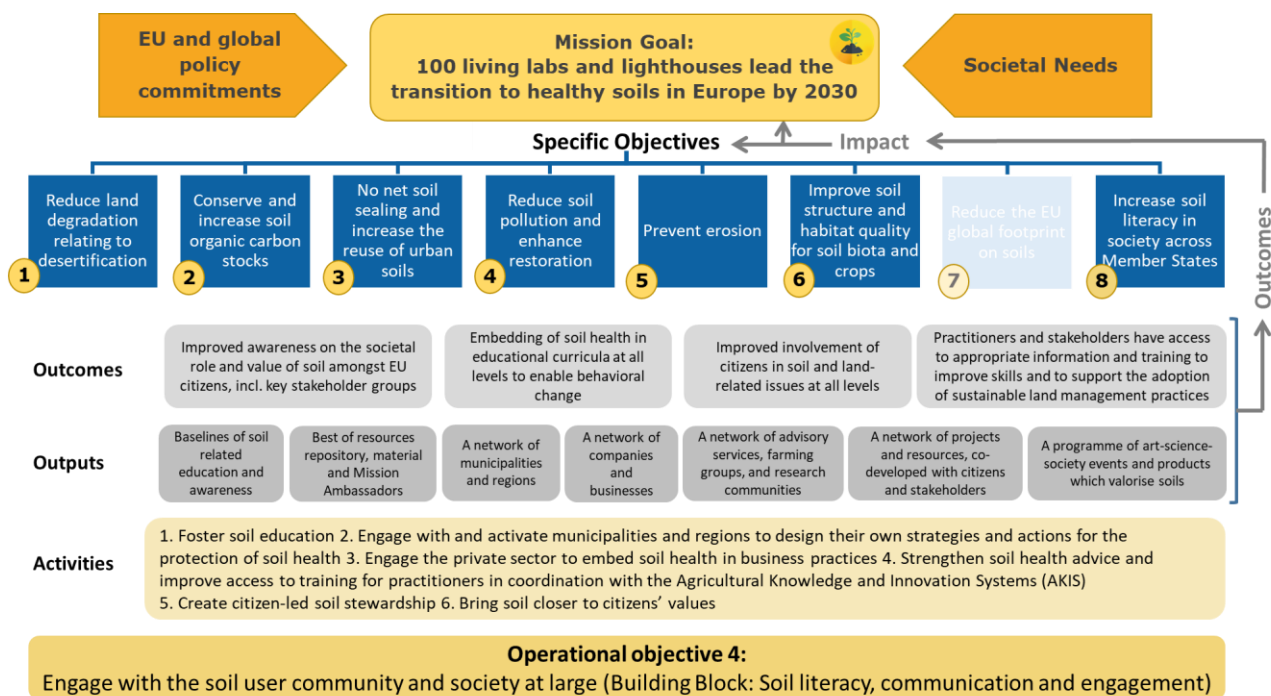 EU and global
policy
commitments
Mission Goal:
100 living labs and lighthouses lead the
transition to healthy soils in Europe by 2030
Societal Needs
Specific Objectives
Impact
Outcomes
Reduce land
degradation
relating to
desertification
1
Conserve and
increase soil
organic carbon
stocks
2
No net soil
sealing and
increase the
reuse of urban
soils
3
Reduce soil
pollution and
enhance
restoration
4
Prevent erosion
5
Improve soil
structure and
habitat quality
for soil biota and
crops
6
Reduce the EU
global footprint
on soils
7
Increase soil
literacy in
society across
Member States
8
Outcomes
Improved awareness on the societal
role and value of soil amongst EU
citizens, incl. key stakeholder groups
Embedding of soil health in
educational curricula at all
levels to enable behavioral
change
Improved involvement of
citizens in soil and land-
related issues at all levels
Practitioners and stakeholders have access
to appropriate information and training to
improve skills and to support the adoption
of sustainable land management practices
Outputs
Baselines of soil
related
education and
awareness
Best of resources
repository, material
and Mission
Ambassadors
A network of
municipalities
and regions
A network of
companies
and
businesses
A network of advisory
services, farming
groups, and research
communities
A network of projects
and resources, co-
developed with citizens
and stakeholders
A programme of art-science-
society events and products
which valorise soils
Activities
1. Foster soil education 2. Engage with and activate municipalities and regions to design their own strategies and actions for the
protection of soil health 3. Engage the private sector to embed soil health in business practices 4. Strengthen soil health advice and
improve access to training for practitioners in coordination with the Agricultural Knowledge and Innovation Systems (AKIS)
5. Create citizen-led soil stewardship 6. Bring soil closer to citizens’ values
Operational objective 4:
Engage with the soil user community and society at large (Building Block: Soil literacy, communication and engagement)